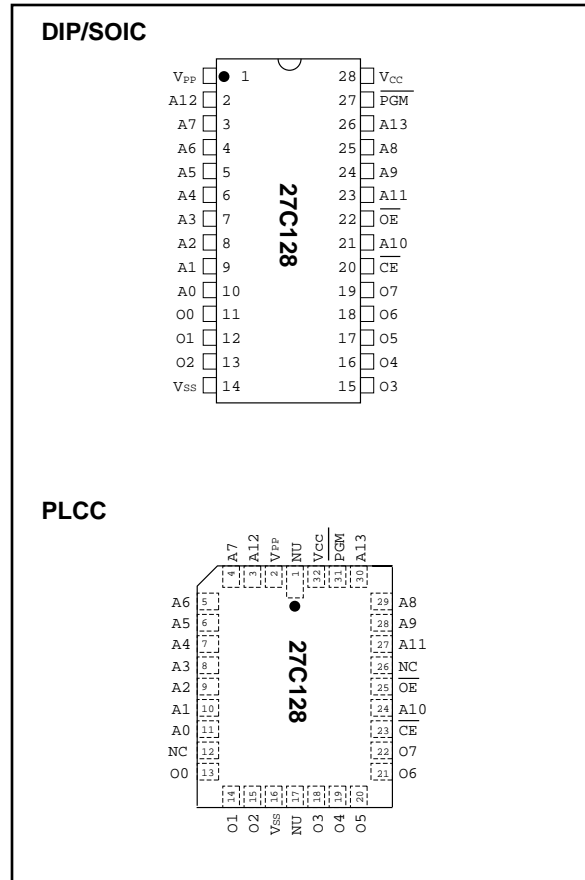 DIP/SOIC
VPP 1 28 VCC
A12 2 27 PGM
A7 3 26 A13
A6 4 25 A8
A5 5 24 A9
A4 6 23 A11
A3 7 22 OE
A2 8 21 A10
A1 9 20 CE
A0 10 19 O7
O0 11 18 O6
O1 12 17 O5
O2 13 16 O4
VSS 14 15 O3
27C128
PLCC
A7 A12 VPP NU VCC PGM A13
4 3 2 1 32 31 30
A6 5 29 A8
A5 6 28 A9
A4 7 27 A11
A3 8 26 NC
A2 9 25 OE
A1 10 24 A10
A0 11 23 CE
NC 12 22 O7
O0 13 21 O6
27C128
14 15 16 17 18 19 20
O1 O2 VSS NU O3 O4 O5